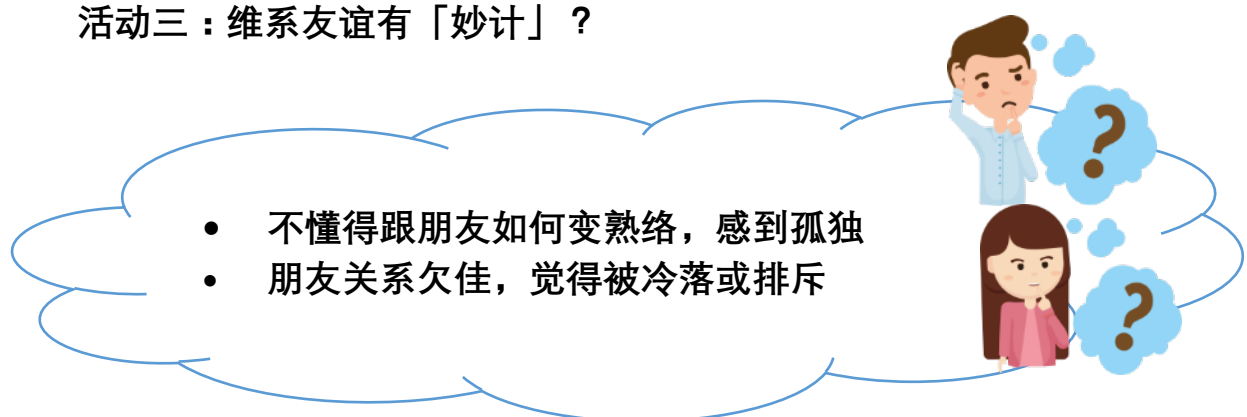 活动三：维系友谊有「妙计」？
?
• 不懂得跟朋友如何变熟络，感到孤独
• 朋友关系欠佳，觉得被冷落或排斥
?